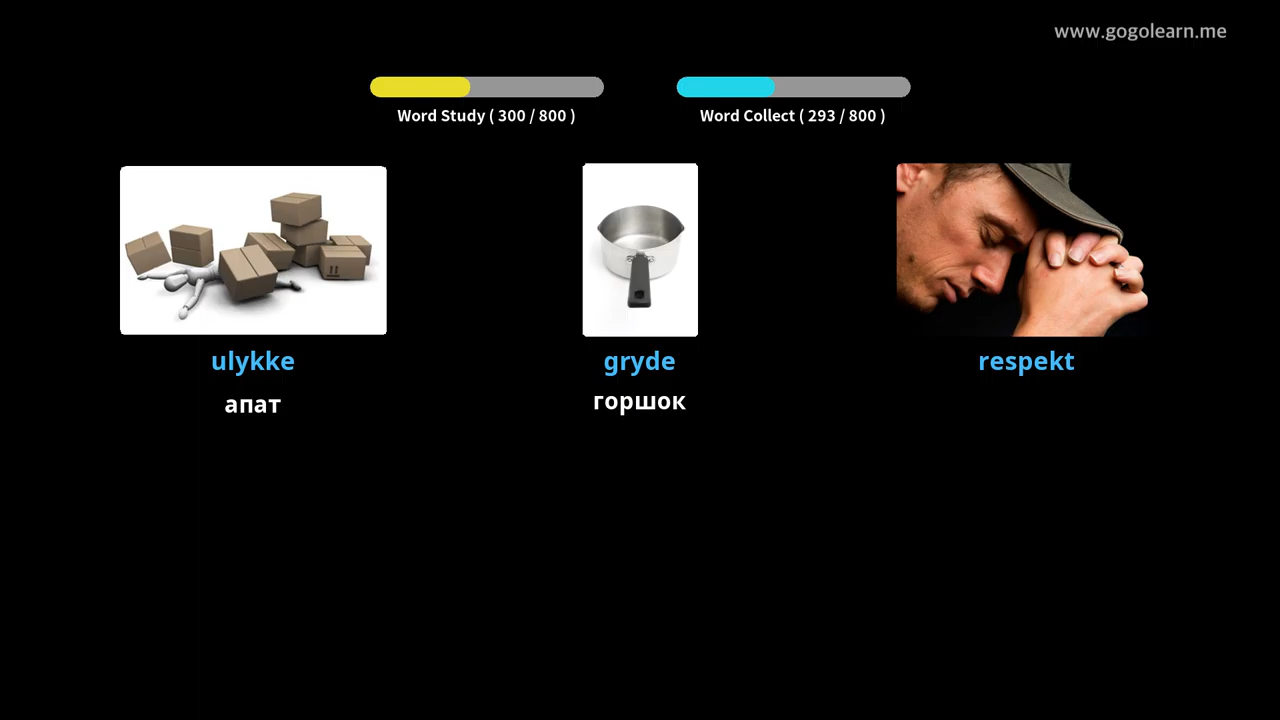 www.gogolearn.me
Word Study ( 300 / 800 )
Word Collect ( 293 / 800 )
ulykke
gryde
respekt
апат
горшок